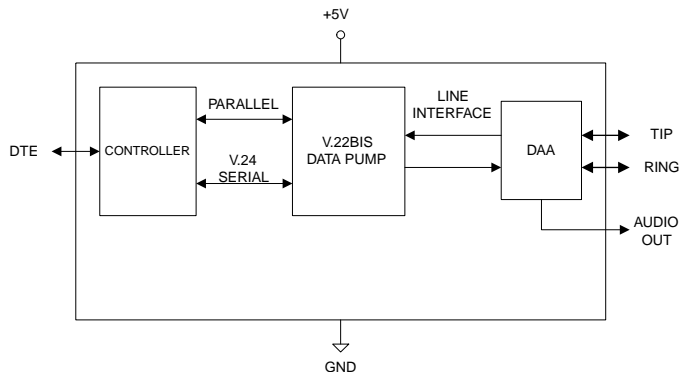 +5V
PARALLEL
LINE
INTERFACE
V.22BIS
DATA PUMP
DTE
CONTROLLER
V.24
SERIAL
DAA
TIP
RING
AUDIO
OUT
GND